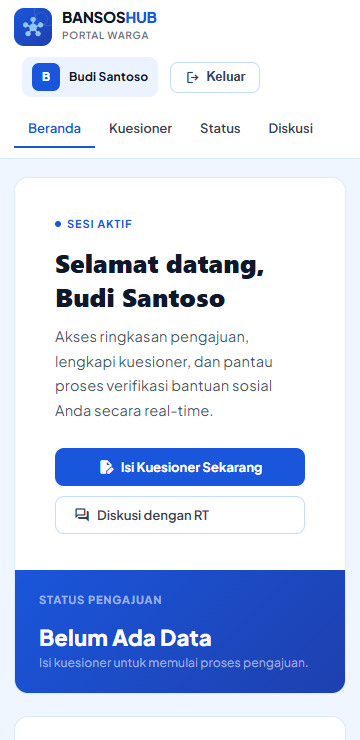 BANSOSHUB
PORTAL WARGA
B
Budi Santoso
Keluar
Beranda
Kuesioner
Status
Diskusi
SESI AKTIF
Selamat datang,
Budi Santoso
Akses ringkasan pengajuan,
lengkapi kuesioner, dan pantau
proses verifikasi bantuan sosial
Anda secara real-time.
Isi Kuesioner Sekarang
Diskusi dengan RT
STATUS PENGAJUAN
Belum Ada Data
Isi kuesioner untuk memulai proses pengajuan.